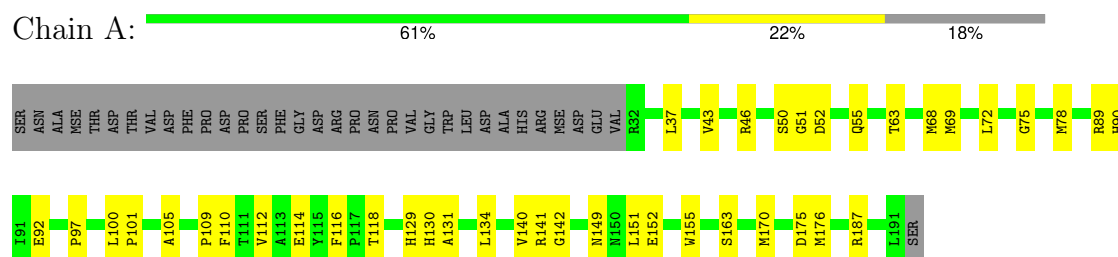 Chain A:
61% 22% 18%
SER ASN ALA MSE THR ASP THR VAL ASP PHE PRO ASP PRO SER PHE GLY ASP ARG PRO ASN PRO VAL GLY TRP LEU ASP ALA HIS ARG MSE ASP GLU VAL R32 L37 V43 R46 S50 G51 D52 Q55 T63 M68 M69 L72 G75 M78 R89 H90
I91 E92 P97 L100 P101 A105 P109 F110 T111 V112 A113 E114 Y115 F116 P117 T118 H129 H130 A131 L134 V140 R141 G142 N149 N150 L151 E152 W155 S163 M170 D175 M176 R187 L191 SER